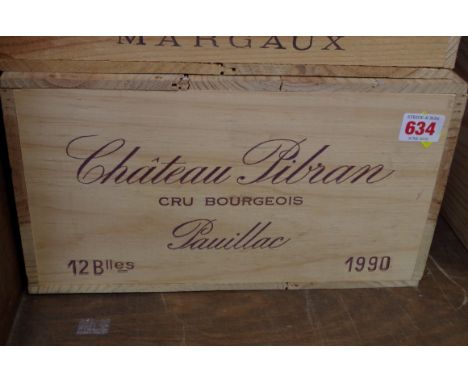 MARGAUX
634
Château Pibran
CRU BOURGEOIS
Pauillac
12 Blles
1990